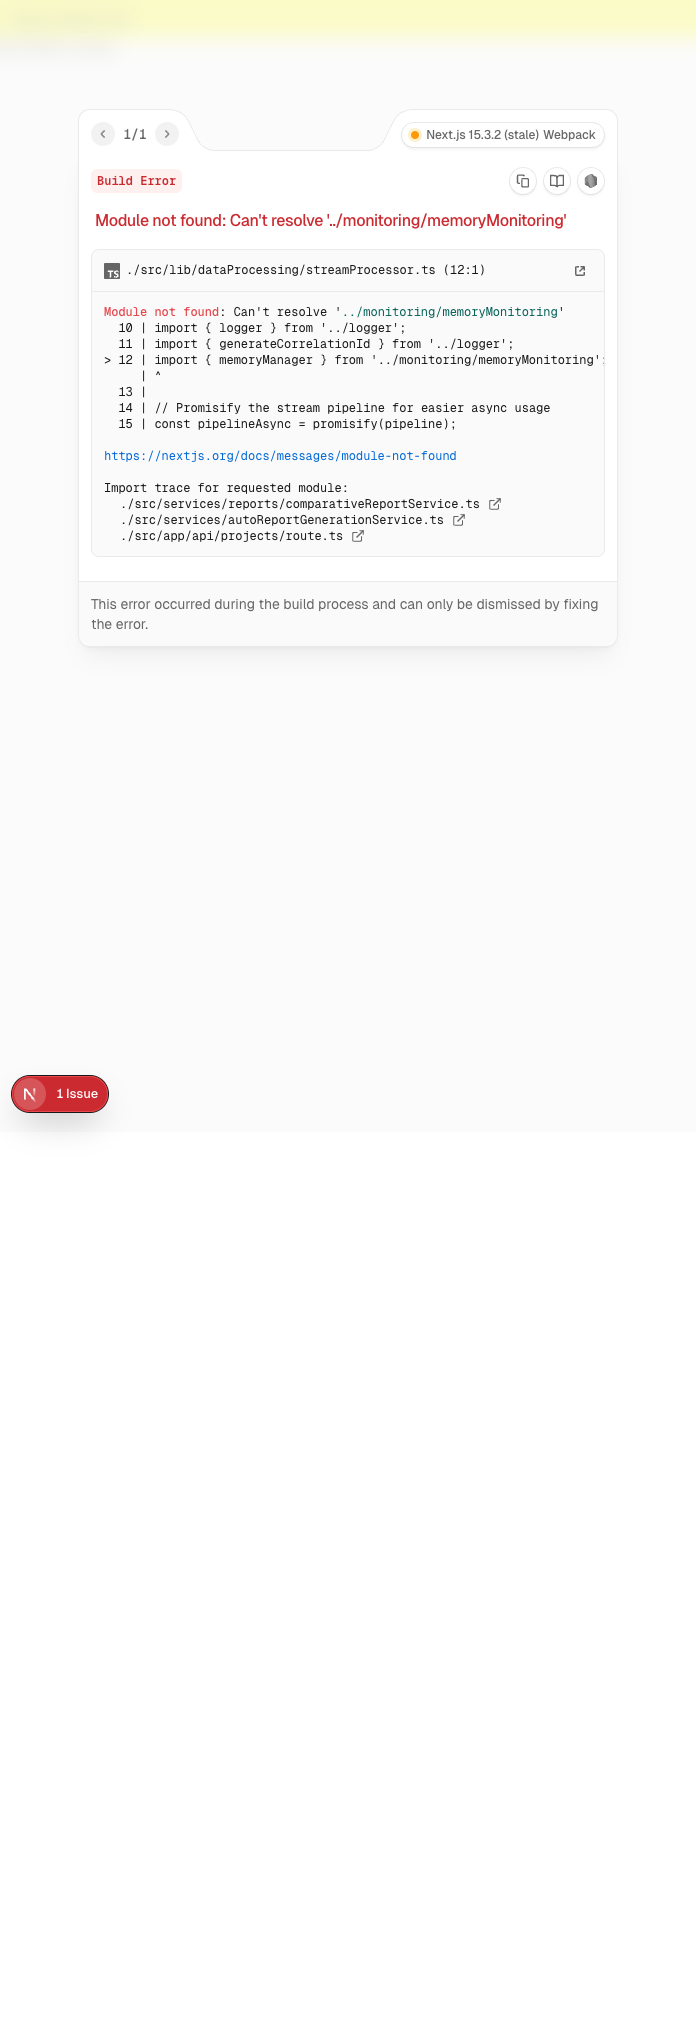 1/1
Next.js 15.3.2 (stale) Webpack
Build Error
Module not found: Can't resolve '../monitoring/memoryMonitoring'
TS ./src/lib/dataProcessing/streamProcessor.ts (12:1)
Module not found: Can't resolve '../monitoring/memoryMonitoring'
10 | import { logger } from '../logger';
11 | import { generateCorrelationId } from '../logger';
> 12 | import { memoryManager } from '../monitoring/memoryMonitoring';
| ^
13 |
14 | // Promisify the stream pipeline for easier async usage
15 | const pipelineAsync = promisify(pipeline);
https://nextjs.org/docs/messages/module-not-found
Import trace for requested module:
./src/services/reports/comparativeReportService.ts
./src/services/autoReportGenerationService.ts
./src/app/api/projects/route.ts
This error occurred during the build process and can only be dismissed by fixing
the error.
N 1 Issue